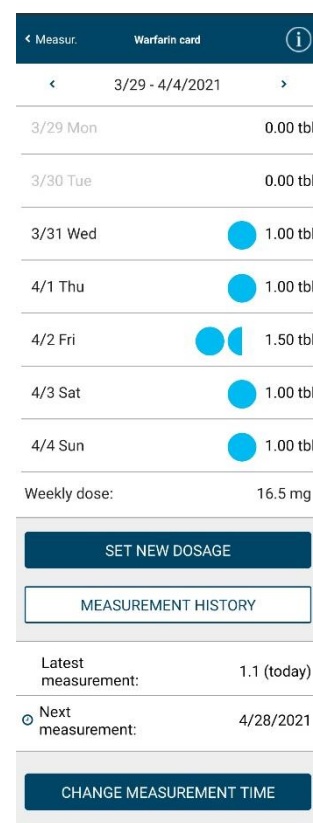 Measur.
Warfarin card
i
3/29 - 4/4/2021
3/29 Mon 0.00 tbl
3/30 Tue 0.00 tbl
3/31 Wed 1.00 tbl
4/1 Thu 1.00 tbl
4/2 Fri 1.50 tbl
4/3 Sat 1.00 tbl
4/4 Sun 1.00 tbl
Weekly dose: 16.5 mg
SET NEW DOSAGE
MEASUREMENT HISTORY
Latest
measurement: 1.1 (today)
Next
measurement: 4/28/2021
CHANGE MEASUREMENT TIME